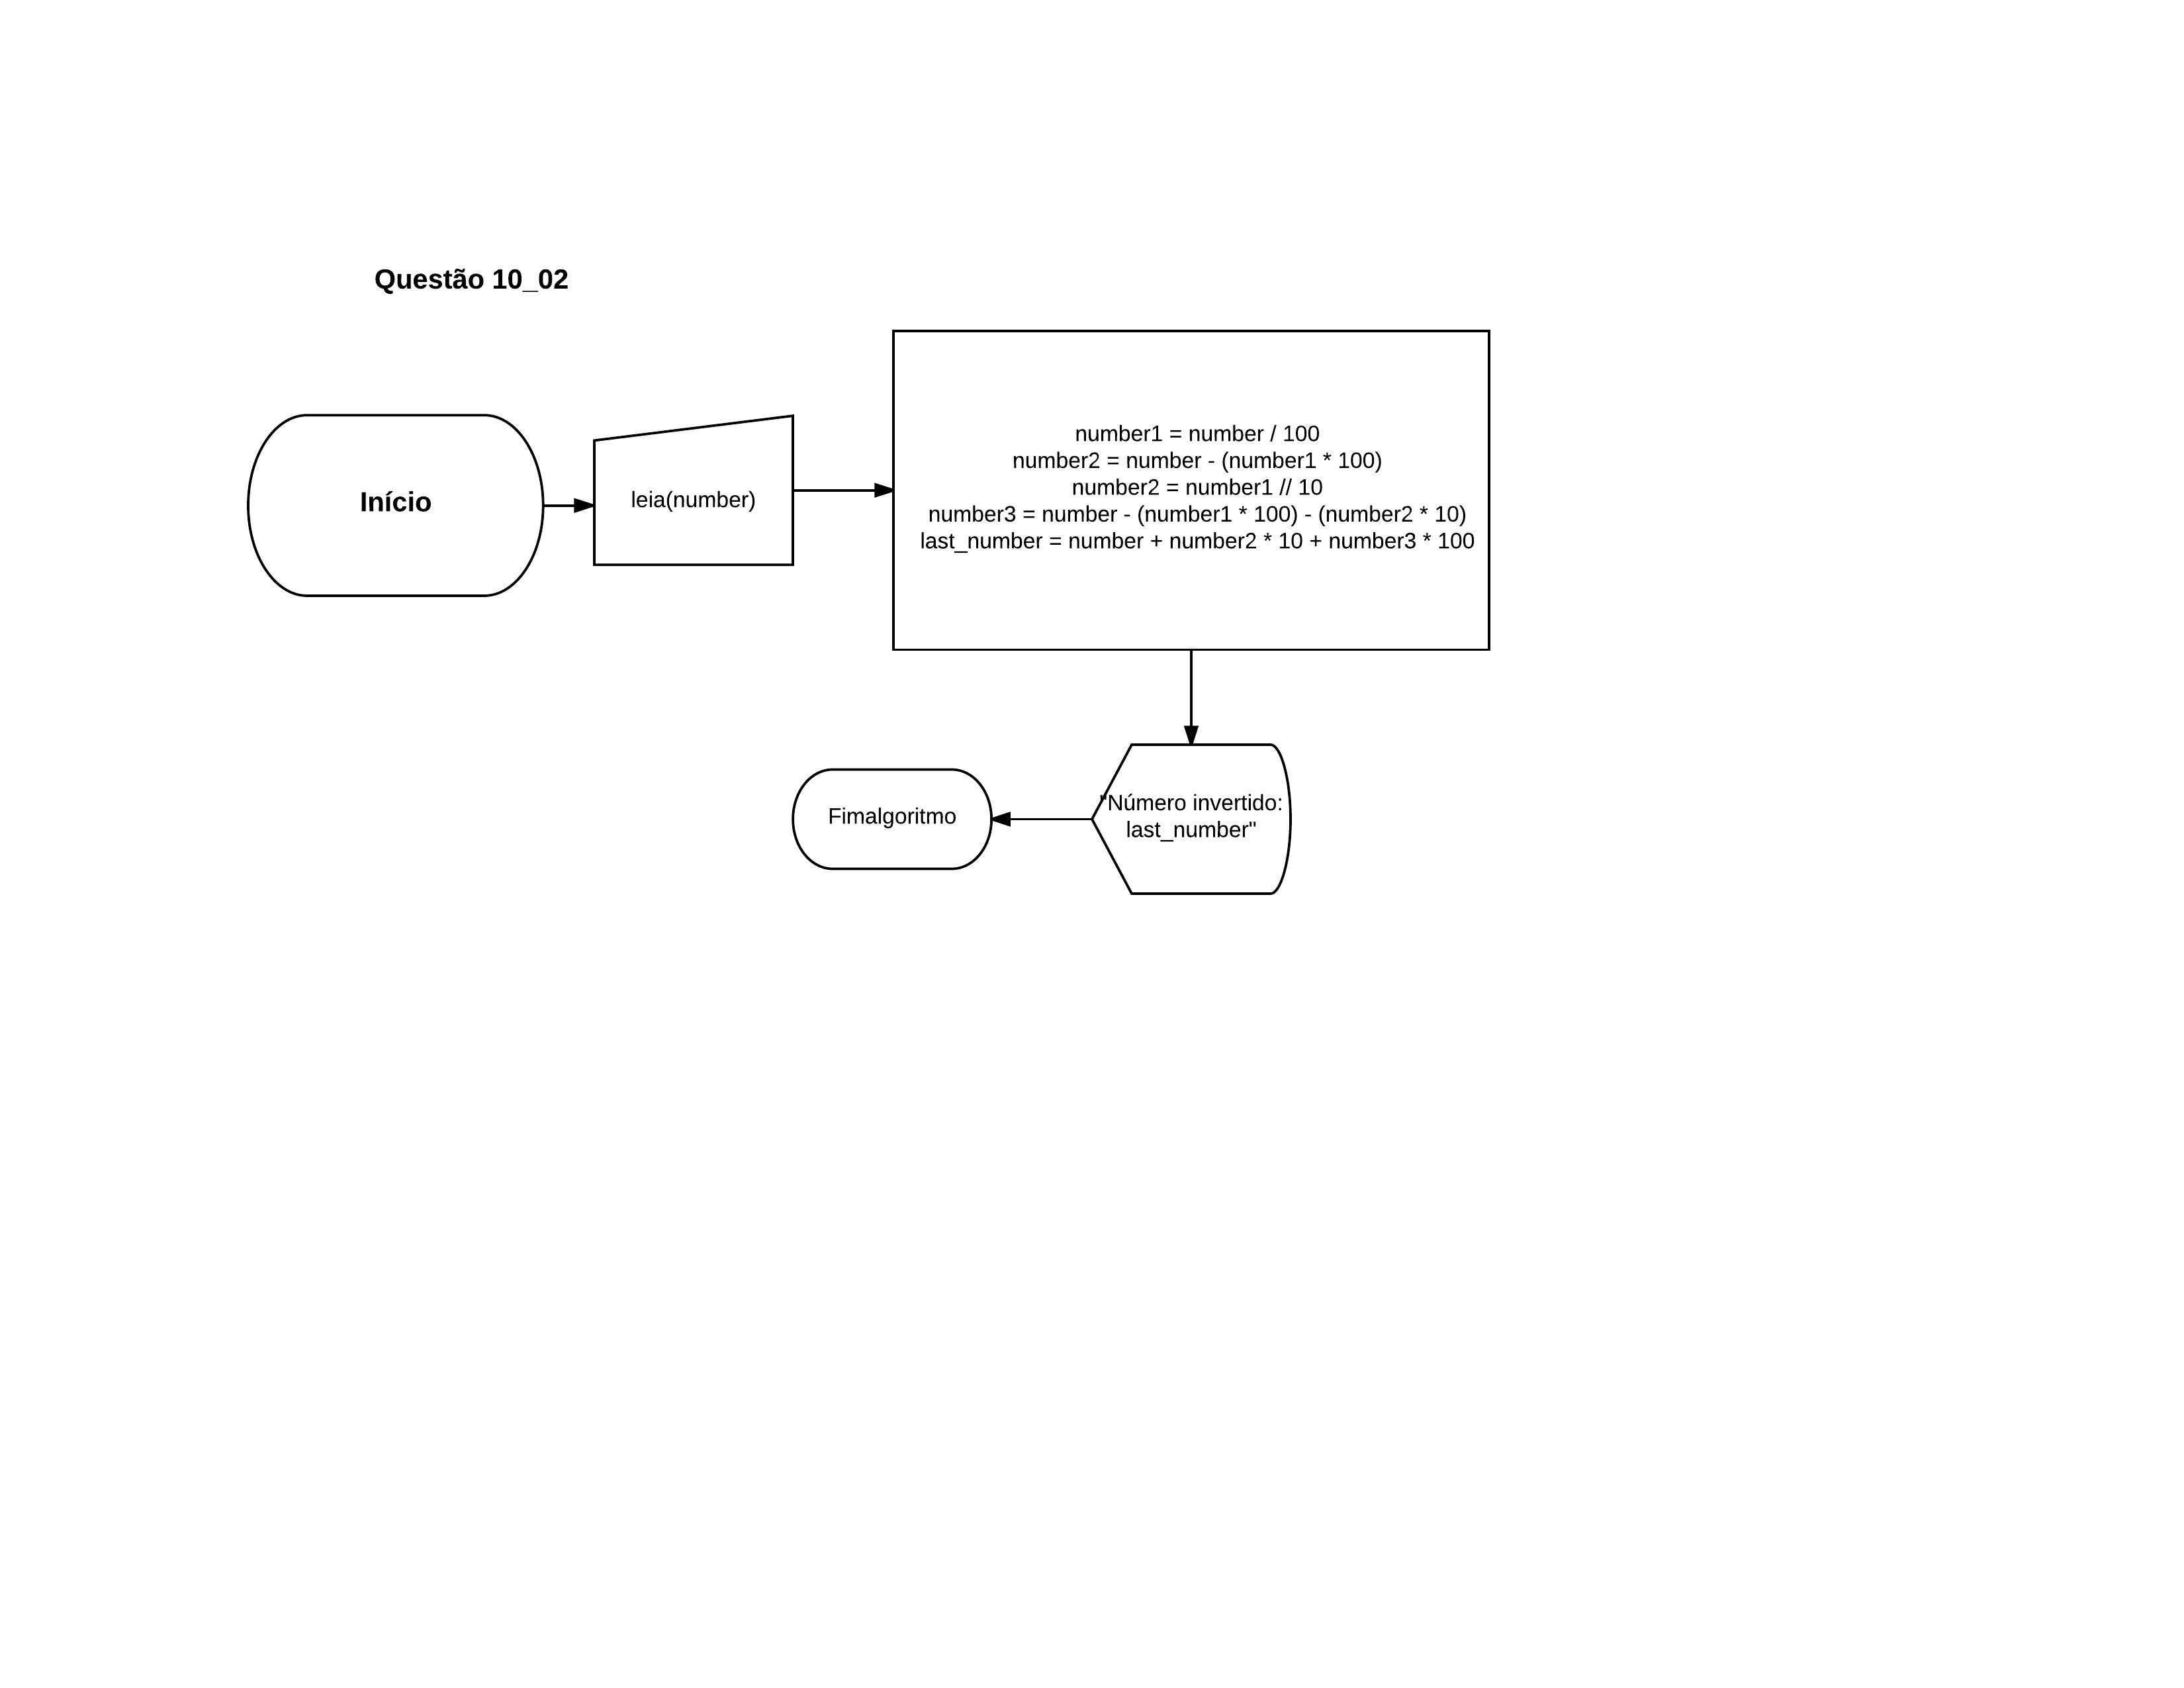 Questão 10_02
Início
leia(number)
number1 = number / 100
number2 = number - (number1 * 100)
number2 = number1 // 10
number3 = number - (number1 * 100) - (number2 * 10)
last_number = number + number2 * 10 + number3 * 100
"Número invertido:
last_number"
Fimalgoritmo